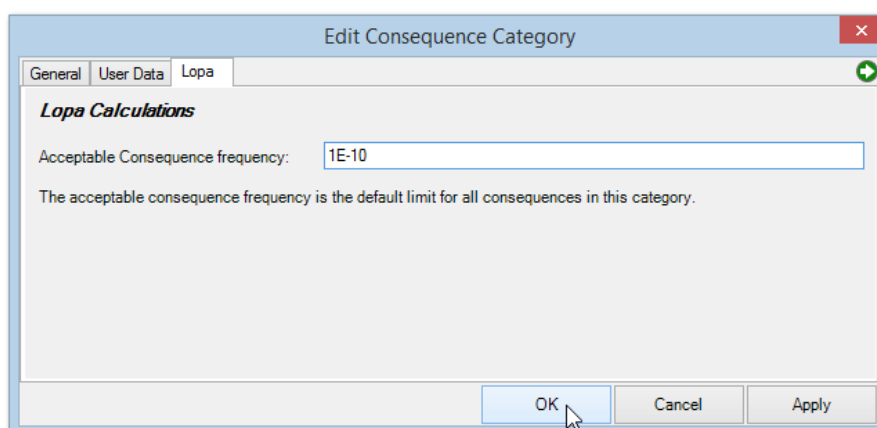 Edit Consequence Category
General User Data Lopa
Lopa Calculations
Acceptable Consequence frequency: 1E-10
The acceptable consequence frequency is the default limit for all consequences in this category.
OK Cancel Apply